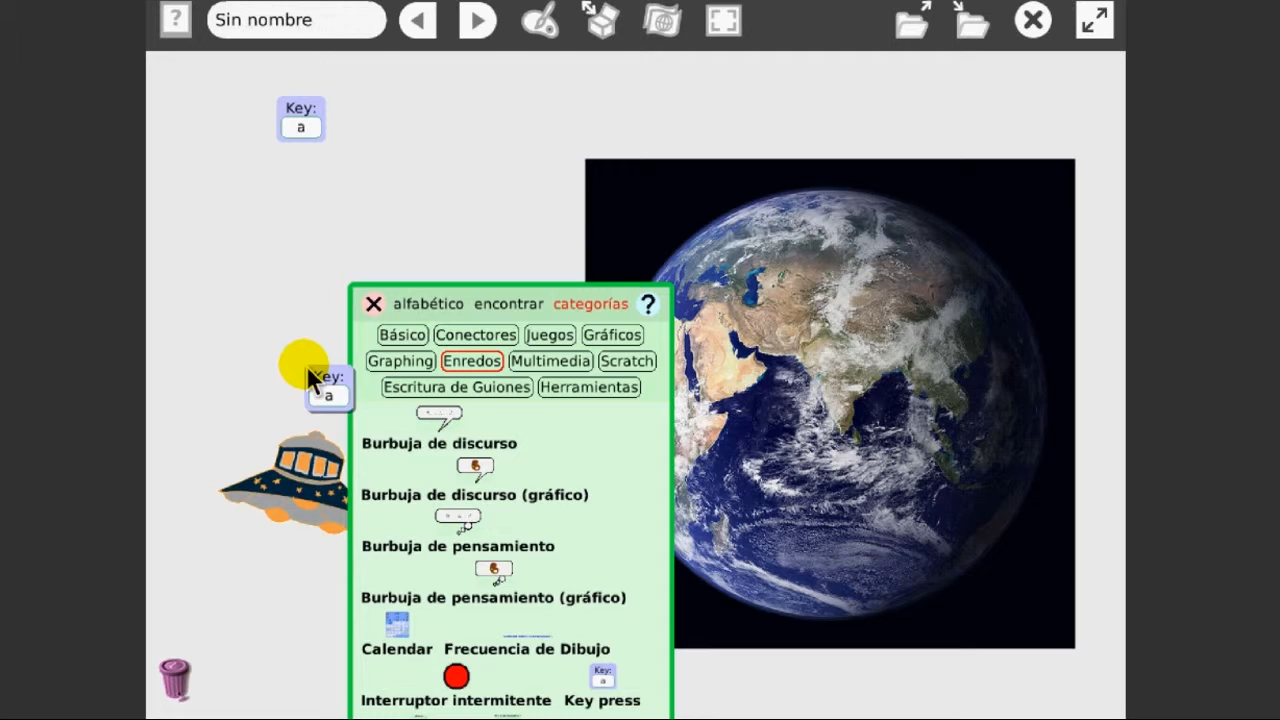 ?
Sin nombre
Key:
a
alfabético encontrar categorías ?
Básico Conectores Juegos Gráficos
Graphing Enredos Multimedia Scratch
Escritura de Guiones Herramientas
Key:
a
Burbuja de discurso
Burbuja de discurso (gráfico)
Burbuja de pensamiento
Burbuja de pensamiento (gráfico)
Calendar Frecuencia de Dibujo
Key:
a
Interruptor intermitente Key press